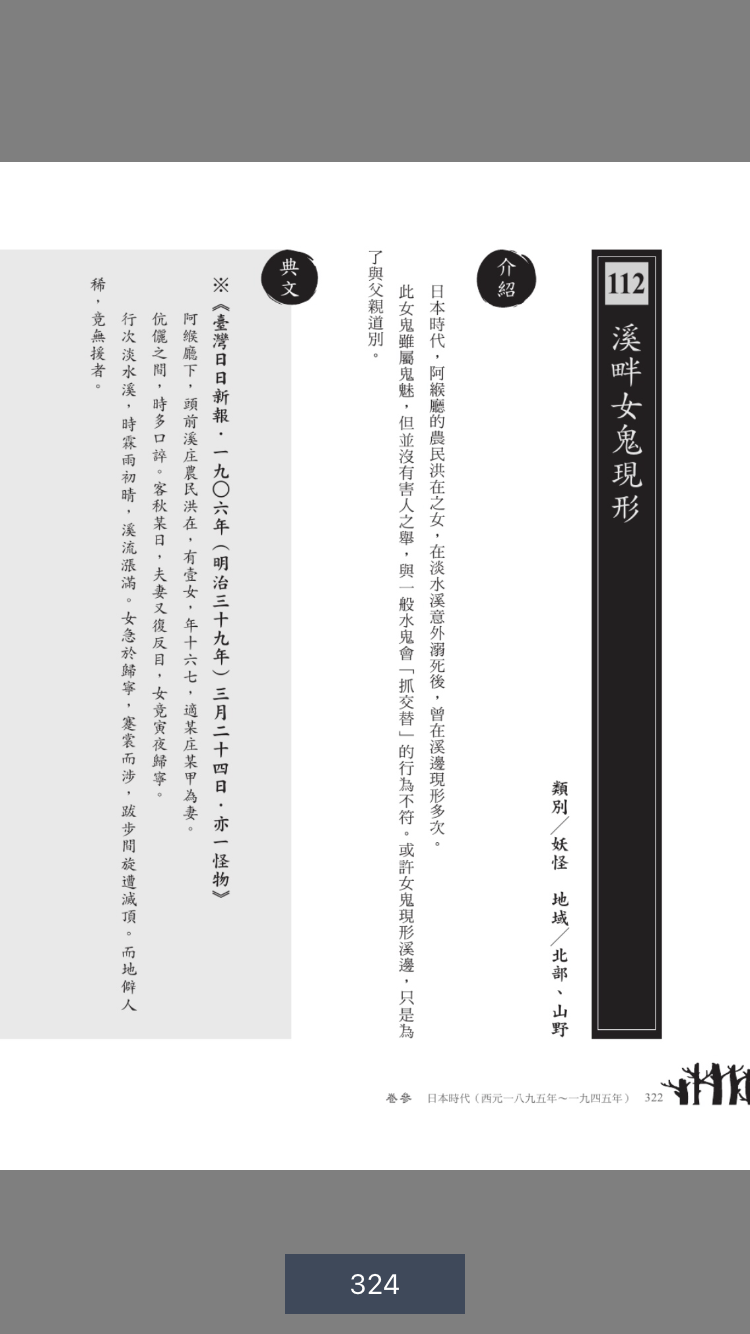 112
溪畔女鬼現形
類別／妖怪　地域／北部、山野
介紹
日本時代，阿緱廳的農民洪在之女，在淡水溪意外溺死後，曾在溪邊現形多次。
此女鬼雖屬鬼魅，但並沒有害人之舉，與一般水鬼會「抓交替」的行為不符。或許女鬼現形溪邊，只是為
了與父親道別。
典文
※《臺灣日日新報．一九〇六年（明治三十九年）三月二十四日．亦一怪物》
阿緱廳下，頭前溪庄農民洪在，有壹女，年十六七，適某庄某甲為妻。
伉儷之間，時多口誶。客秋某日，夫妻又復反目，女竟寅夜歸寧。
行次淡水溪，時霖雨初晴，溪流漲滿。女急於歸寧，蹇裳而涉，跋步間旋遭滅頂。而地僻人
稀，竟無援者。
卷參　日本時代（西元一八九五年～一九四五年）　322
324